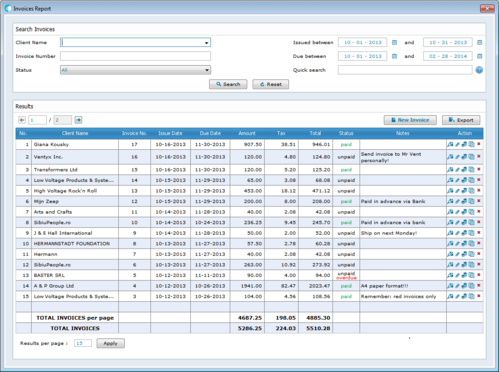 Invoices Report
Search Invoices
Client Name
Issued between 10 - 01 - 2013 and 10 - 31 - 2013
Invoice Number
Due between 10 - 01 - 2013 and 02 - 28 - 2014
Status All
Quick search
Search Reset
Results
1 / 2 New Invoice Export
No. Client Name Invoice No. Issue Date Due Date Amount Tax Total Status Notes Action
1 Giana Kousky 17 10-16-2013 11-30-2013 907.50 38.51 946.01 paid
2 Ventyx Inc. 16 10-16-2013 11-30-2013 120.00 4.80 124.80 unpaid Send invoice to Mr Vent personally!
3 Transformers Ltd 15 10-16-2013 11-30-2013 120.00 5.20 125.20 paid
4 Low Voltage Products & Syste... 14 10-15-2013 11-29-2013 65.00 3.08 68.08 unpaid
5 High Voltage Rock'n Roll 13 10-15-2013 11-29-2013 453.00 18.12 471.12 unpaid
6 Mijn Zeep 12 10-15-2013 11-29-2013 200.00 8.00 208.00 paid Paid in advance via Bank
7 Arts and Crafts 11 10-14-2013 11-28-2013 40.00 2.08 42.08 unpaid
8 SibiuPeople.ro 10 10-14-2013 10-24-2013 236.25 9.45 245.70 paid Paid in advance via bank
9 J & E Hall International 9 10-14-2013 11-28-2013 50.00 2.00 52.00 unpaid Ship on next Monday!
10 HERMANNSTADT FOUNDATION 8 10-13-2013 11-27-2013 57.50 2.78 60.28 unpaid
11 Hermann 7 10-13-2013 11-27-2013 40.00 2.08 42.08 unpaid
12 SibiuPeople.ro 6 10-13-2013 10-27-2013 263.00 10.92 273.92 unpaid
13 BASTER SRL 5 10-12-2013 11-11-2013 90.00 4.00 94.00 unpaid overdue
14 A & P Group Ltd 4 10-12-2013 10-26-2013 1941.00 82.47 2023.47 paid A4 paper format!!!
15 Low Voltage Products & Syste... 3 10-12-2013 10-26-2013 104.00 4.56 108.56 paid Remember: red invoices only
TOTAL INVOICES per page 4687.25 198.05 4885.30
TOTAL INVOICES 5286.25 224.03 5510.28
Results per page : 15 Apply